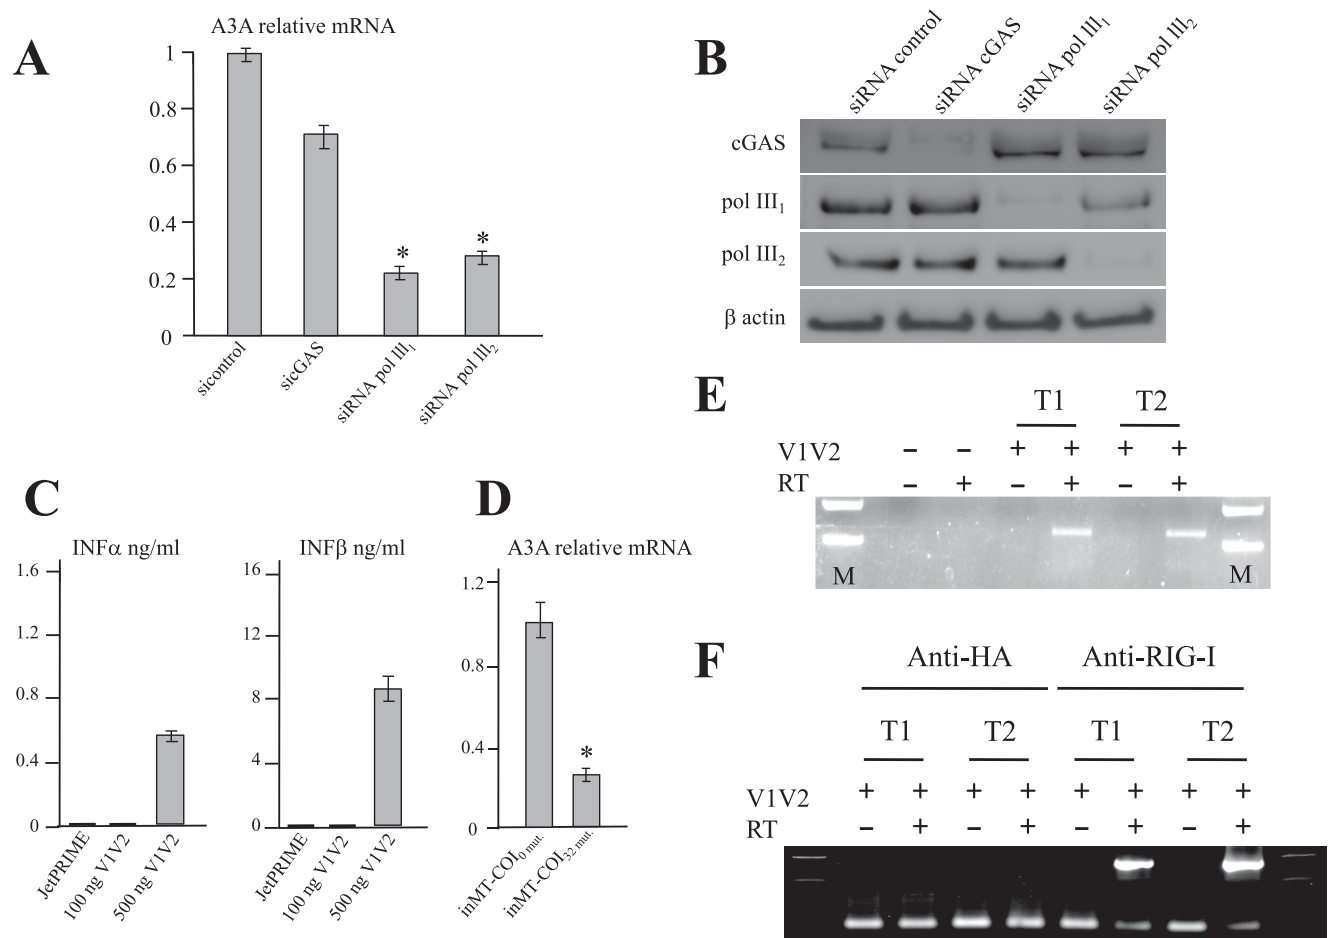 A
A3A relative mRNA
1
0.8
0.6
0.4
0.2
0
sicontrol
sicGAS
siRNA pol III₁
siRNA pol III₂
*
*
B
siRNA control
siRNA cGAS
siRNA pol III₁
siRNA pol III₂
cGAS
pol III₁
pol III₂
β actin
C
INFα ng/ml
1.6
1.2
0.8
0.4
0
JetPRIME
100 ng V1V2
500 ng V1V2
INFβ ng/ml
16
12
8
4
0
JetPRIME
100 ng V1V2
500 ng V1V2
D
A3A relative mRNA
1.2
0.8
0.4
0
*
inMT-COI₀ mut.
inMT-COI₃₂ mut.
E
T1 T2
V1V2 – – + + + +
RT – + – + – +
M M
F
Anti-HA Anti-RIG-I
T1 T2 T1 T2
V1V2 + + + + + + + +
RT – + – + – + – +